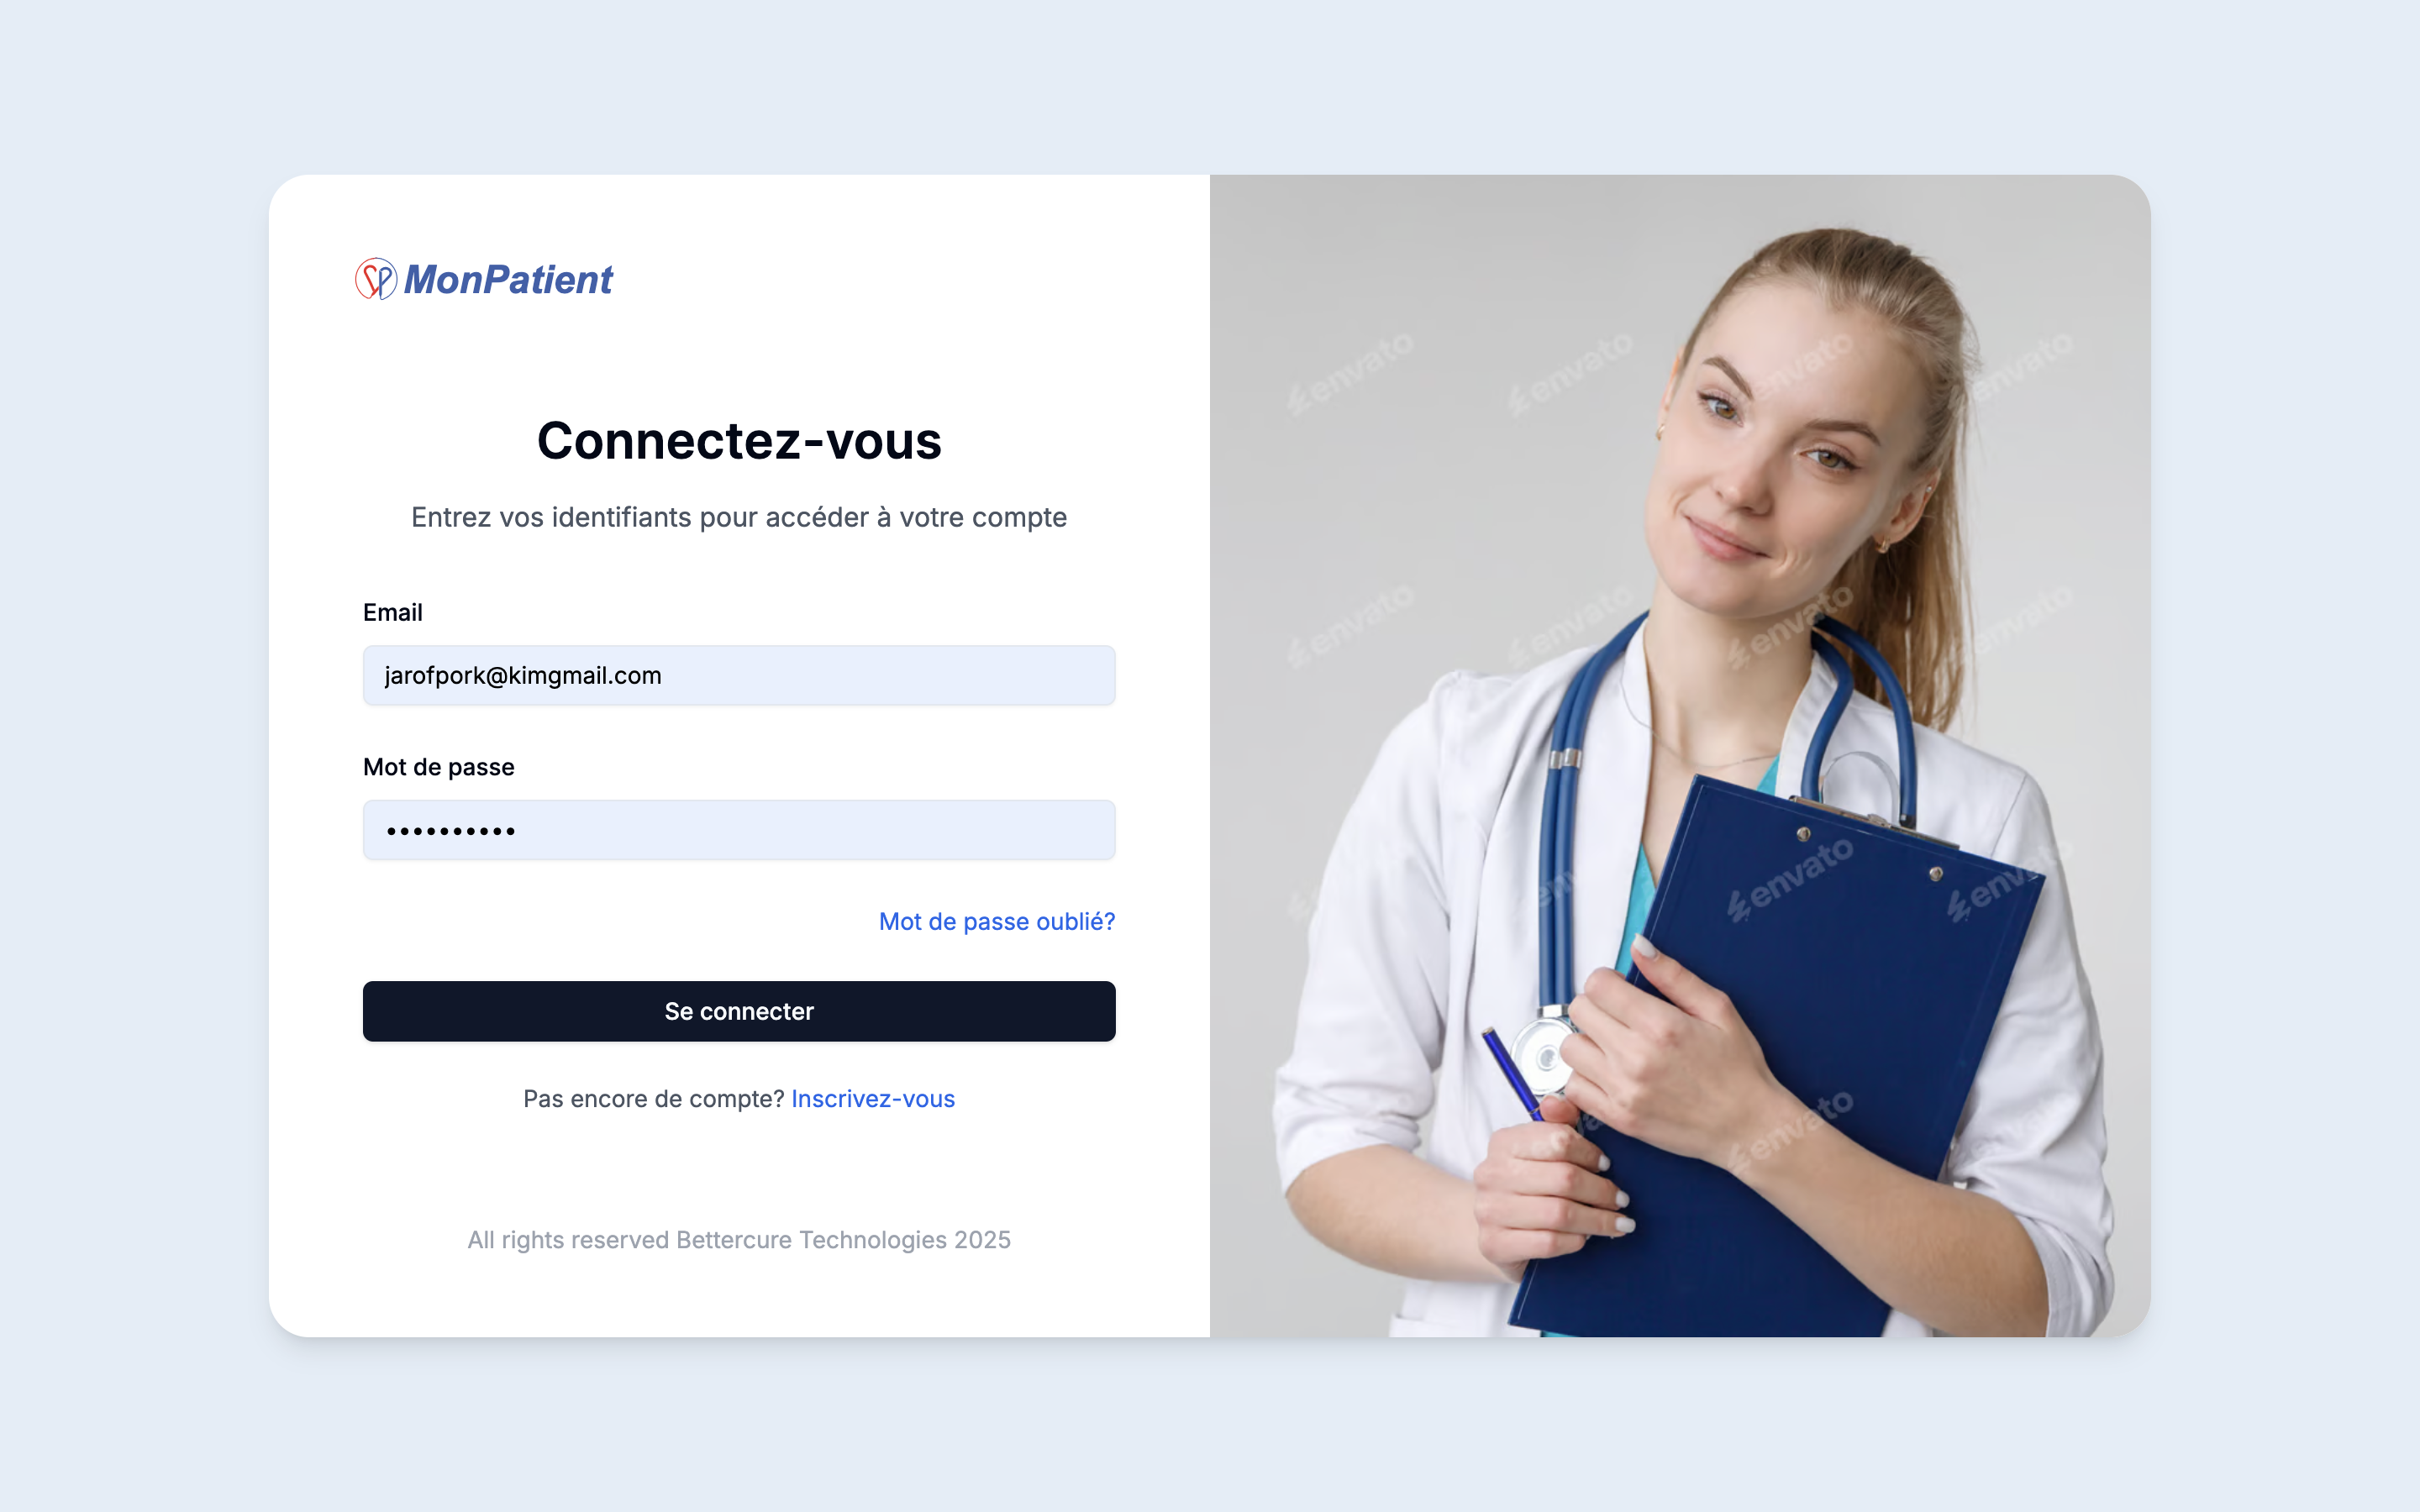 MonPatient
Connectez-vous
Entrez vos identifiants pour accéder à votre compte
Email
jarofpork@kimgmail.com
Mot de passe
••••••••••
Mot de passe oublié?
Se connecter
Pas encore de compte? Inscrivez-vous
All rights reserved Bettercure Technologies 2025
envato envato envato envato
envato envato envato envato
envato envato
envato